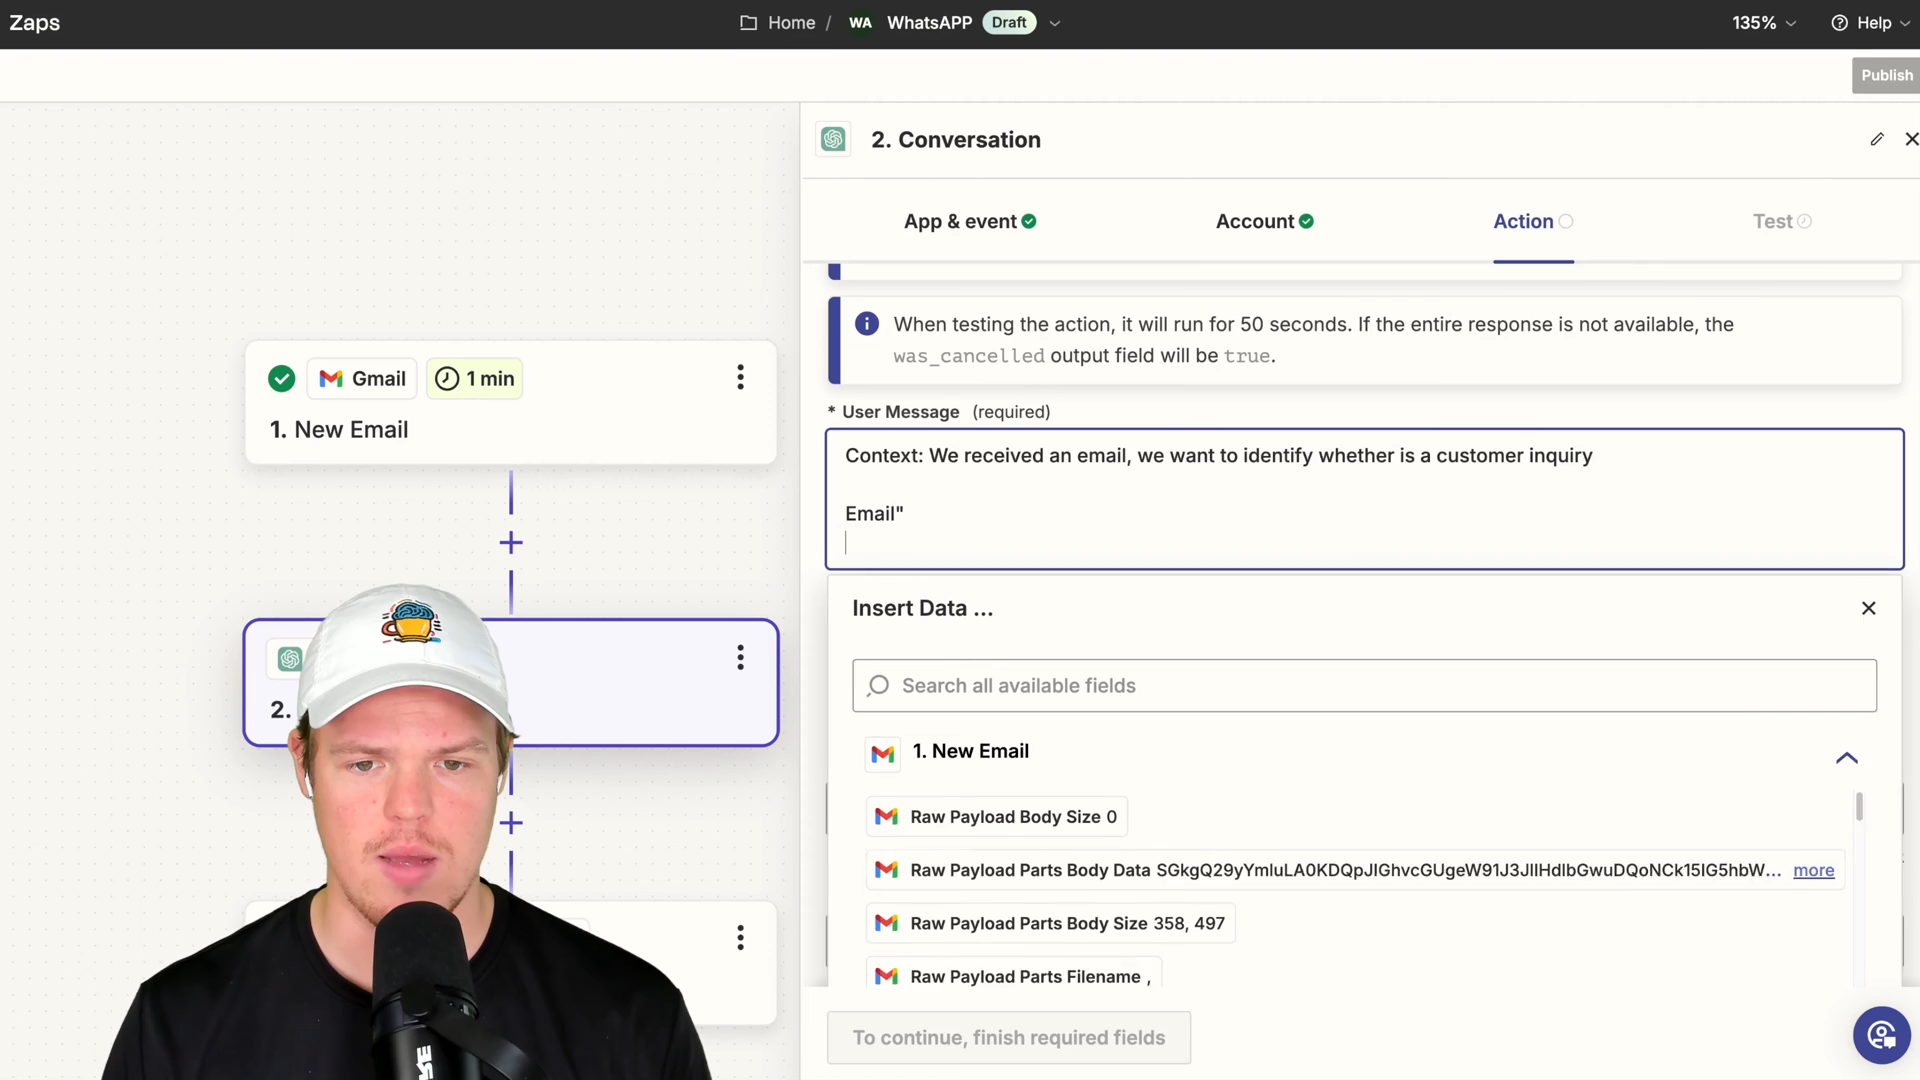 Zaps
Home / WA WhatsAPP Draft
135% Help
Publish
2. Conversation
App & event Account Action Test
When testing the action, it will run for 50 seconds. If the entire response is not available, the
was_cancelled output field will be true.
* User Message (required)
Context: We received an email, we want to identify whether is a customer inquiry
Email"
Gmail 1 min
1. New Email
2.
Insert Data ...
Search all available fields
1. New Email
Raw Payload Body Size 0
Raw Payload Parts Body Data SGkgQ29yYmluLA0KDQpJIGhvcGUgeW91J3JlIHdlbGwuDQoNCk15IG5hbW... more
Raw Payload Parts Body Size 358, 497
Raw Payload Parts Filename ,
To continue, finish required fields